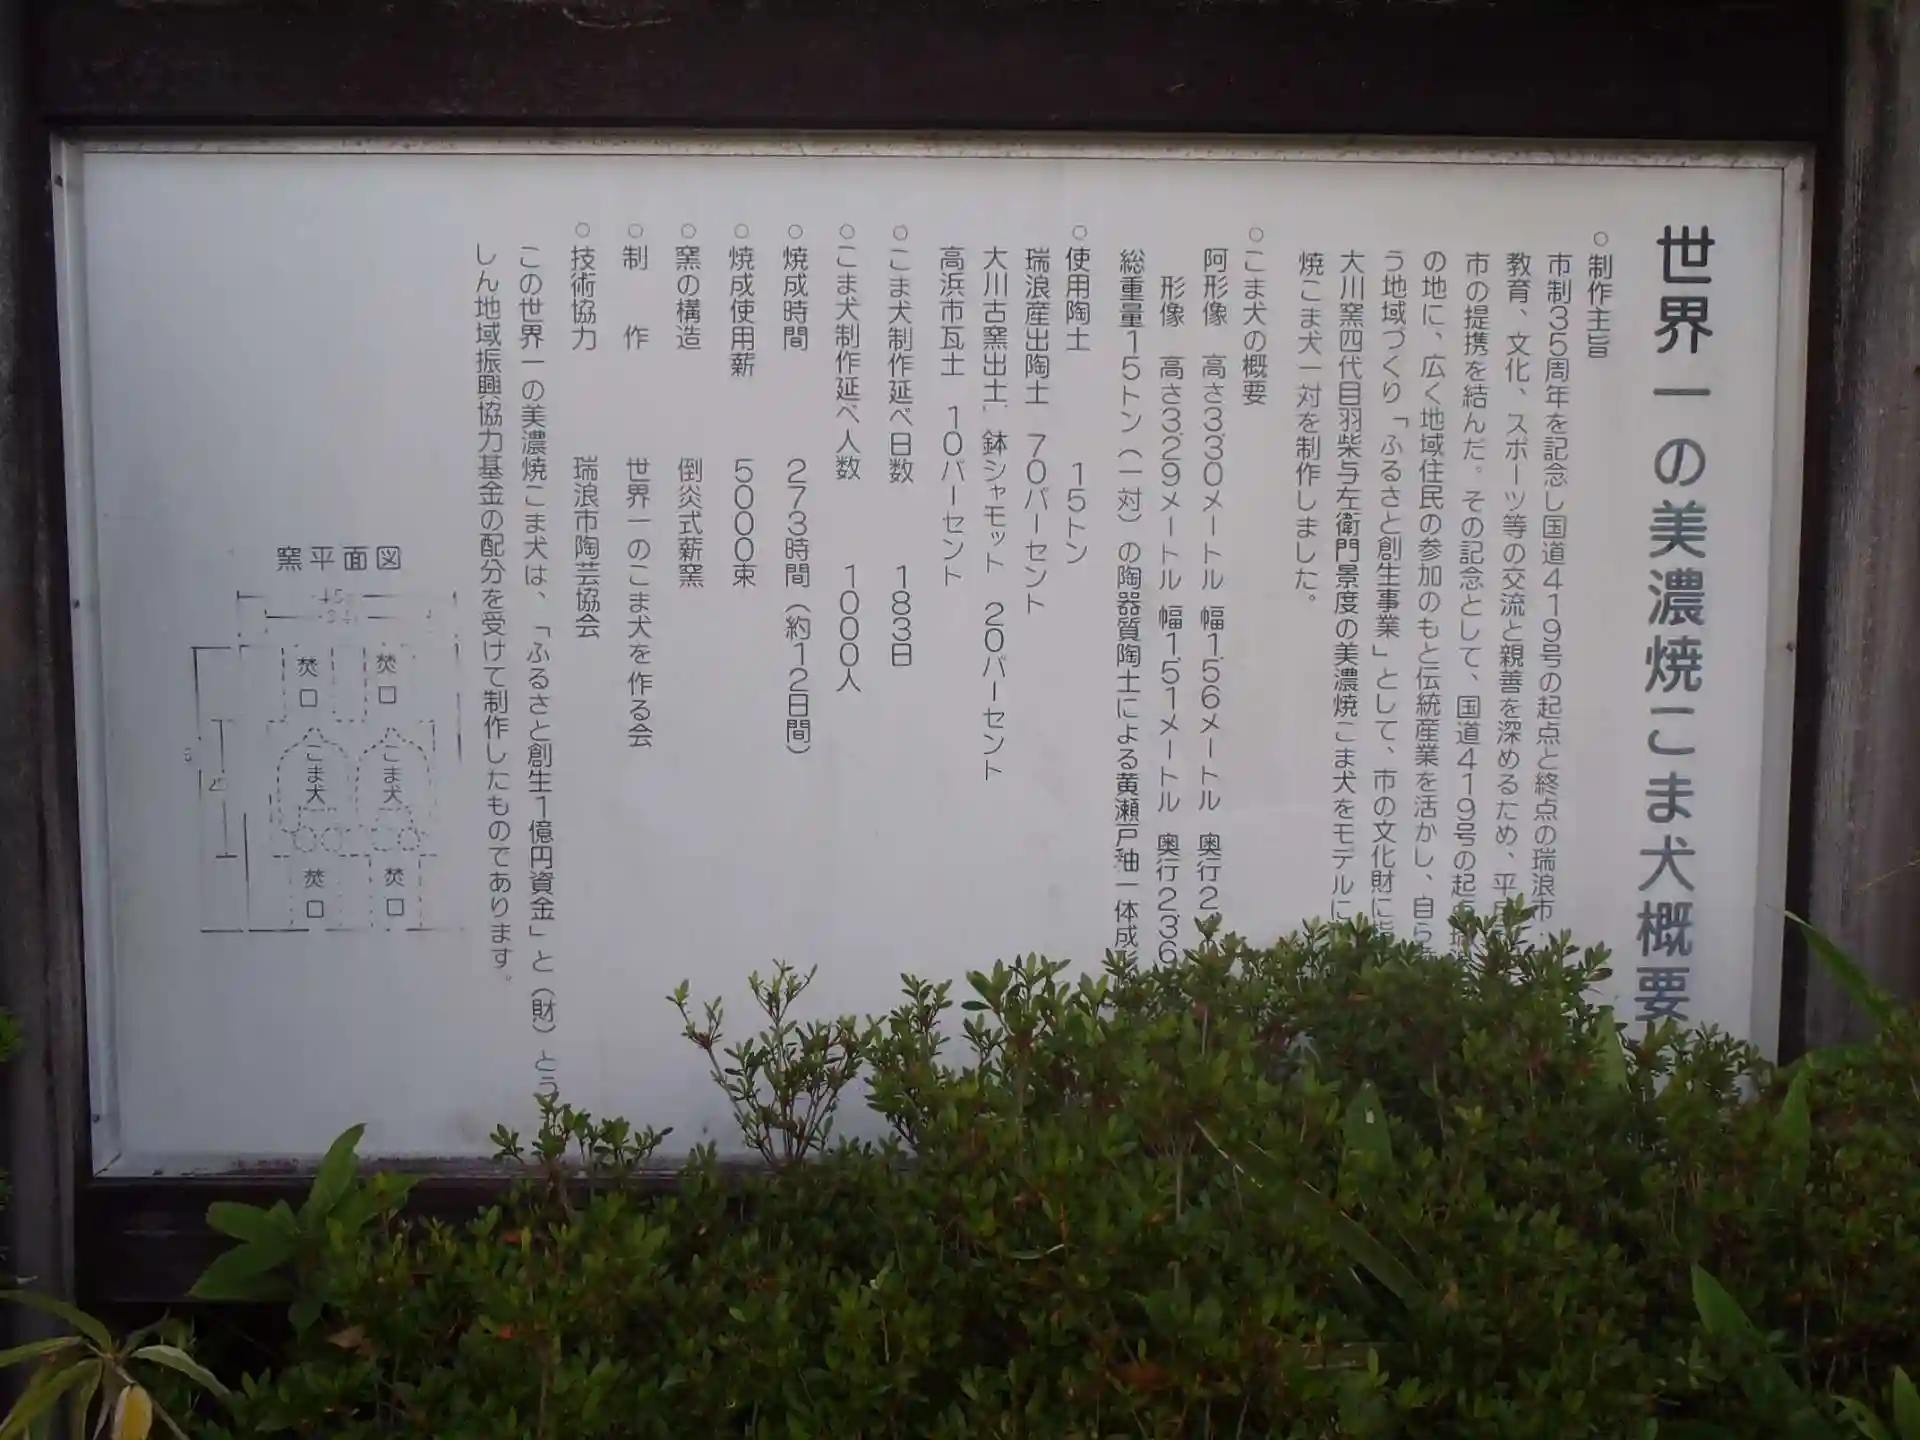 世界一の美濃焼こま犬概要
○制作主旨
市制35周年を記念し国道419号の起点と終点の瑞浪市
教育、文化、スポーツ等の交流と親善を深めるため、平成
市の提携を結んだ。その記念として、国道419号の起点
の地に、広く地域住民の参加のもと伝統産業を活かし、自ら
う地域づくり「ふるさと創生事業」として、市の文化財に
大川窯四代目羽柴与左衛門景度の美濃焼こま犬をモデルに
焼こま犬一対を制作しました。
○こま犬の概要
阿形像 高さ3.30メートル 幅1.56メートル 奥行2.
形像 高さ3.29メートル 幅1.51メートル 奥行2.36
総重量15トン(一対)の陶器質陶土による黄瀬戸釉一体成形
○使用陶土 15トン
瑞浪産出陶土 70パーセント
大川古窯出土、鉢シャモット 20パーセント
高浜市瓦土 10パーセント
○こま犬制作延べ日数 183日
○こま犬制作延べ人数 1000人
○焼成時間 273時間(約12日間)
○焼成使用薪 5000束
○窯の構造 倒炎式薪窯
○制作 世界一のこま犬を作る会
○技術協力 瑞浪市陶芸協会
この世界一の美濃焼こま犬は、「ふるさと創生1億円資金」と(財)とう
しん地域振興協力基金の配分を受けて制作したものであります。
窯平面図
焚口
焚口
こま犬
こま犬
焚口
焚口